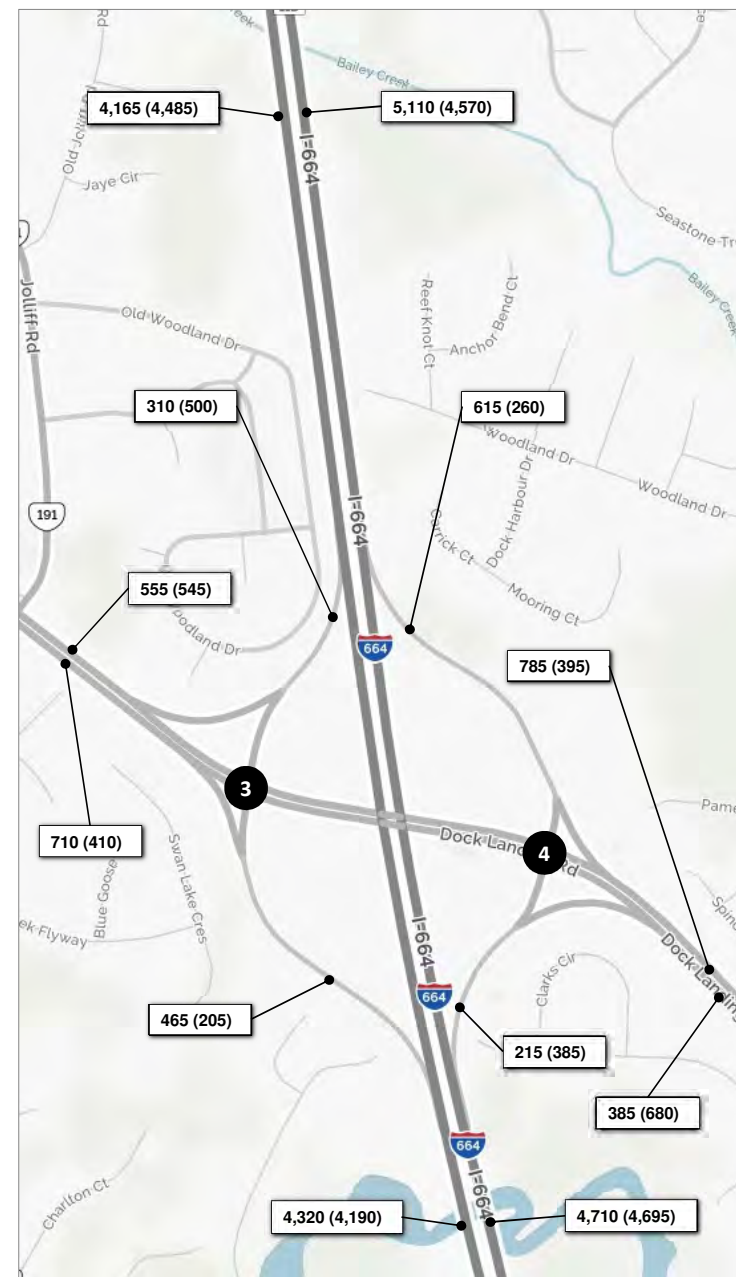 Rd
Creek
Bailey Creek
4,165 (4,485)
5,110 (4,570)
I-664
Jaye Cir
Jolliff Rd
Bailey Creek
Old Woodland Dr
Reef Knot Ct
Anchor Bend Ct
310 (500)
615 (260)
Woodland Dr
Woodland Dr
191
I-664
Dock Harbour Dr
Carrick Ct
Mooring Ct
555 (545)
664
785 (395)
3
4
Dock Landing Rd
710 (410)
Blue Goose
Swan Lake Cres
I-664
Dock Landing
664
Clarks Cir
465 (205)
215 (385)
385 (680)
664
I-664
Charlton Ct
4,320 (4,190)
4,710 (4,695)